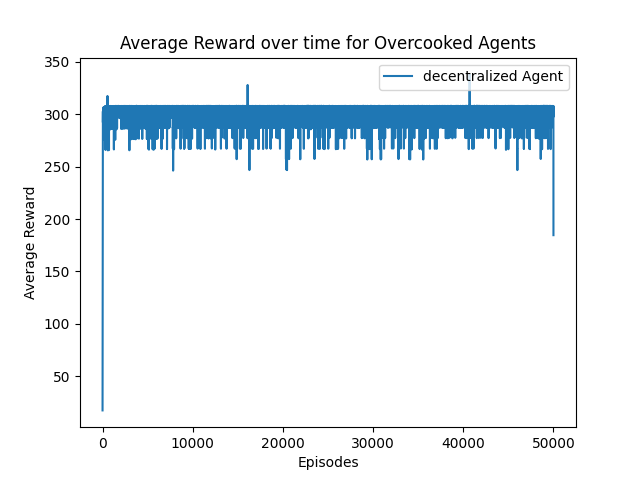 Average Reward over time for Overcooked Agents
decentralized Agent
350
300
250
200
150
100
50
Average Reward
0 10000 20000 30000 40000 50000
Episodes